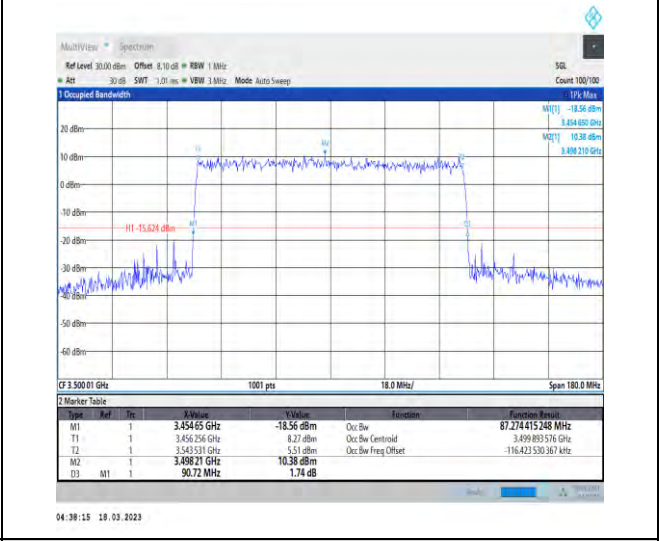 MultiView Spectrum
Ref Level 30.00 dBm Offset 8.10 dB RBW 1 MHz SGL
Att 30 dB SWT 1.01 ms VBW 3 MHz Mode Auto Sweep Count 100/100
1 Occupied Bandwidth 1Pk Max
M1[1] -18.56 dBm
3.454 650 GHz
M2[1] 10.38 dBm
3.498 210 GHz
20 dBm
M2
T1
T2
10 dBm
0 dBm
-10 dBm
M1
D3
H1 -15.624 dBm
-20 dBm
-30 dBm
-40 dBm
-50 dBm
-60 dBm
CF 3.500 01 GHz 1001 pts 18.0 MHz/ Span 180.0 MHz
2 Marker Table
Type Ref Trc X-Value Y-Value Function Function Result
M1 1 3.454 65 GHz -18.56 dBm Occ Bw 87.274 415 248 MHz
T1 1 3.456 256 GHz 8.27 dBm Occ Bw Centroid 3.499 893 576 GHz
T2 1 3.543 531 GHz 5.51 dBm Occ Bw Freq Offset -116.423 530 367 kHz
M2 1 3.498 21 GHz 10.38 dBm
D3 M1 1 90.72 MHz 1.74 dB
04:38:15 18.03.2023